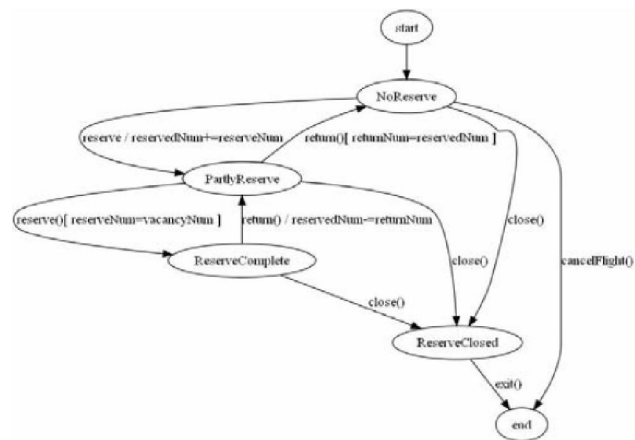 start
NoReserve
reserve / reservedNum+=reserveNum
return()[ returnNum=reservedNum ]
PartlyReserve
reserve()[ reserveNum=vacancyNum ]
return() / reservedNum-=returnNum
close()
ReserveComplete
close()
cancelFlight()
close()
ReserveClosed
exit()
end